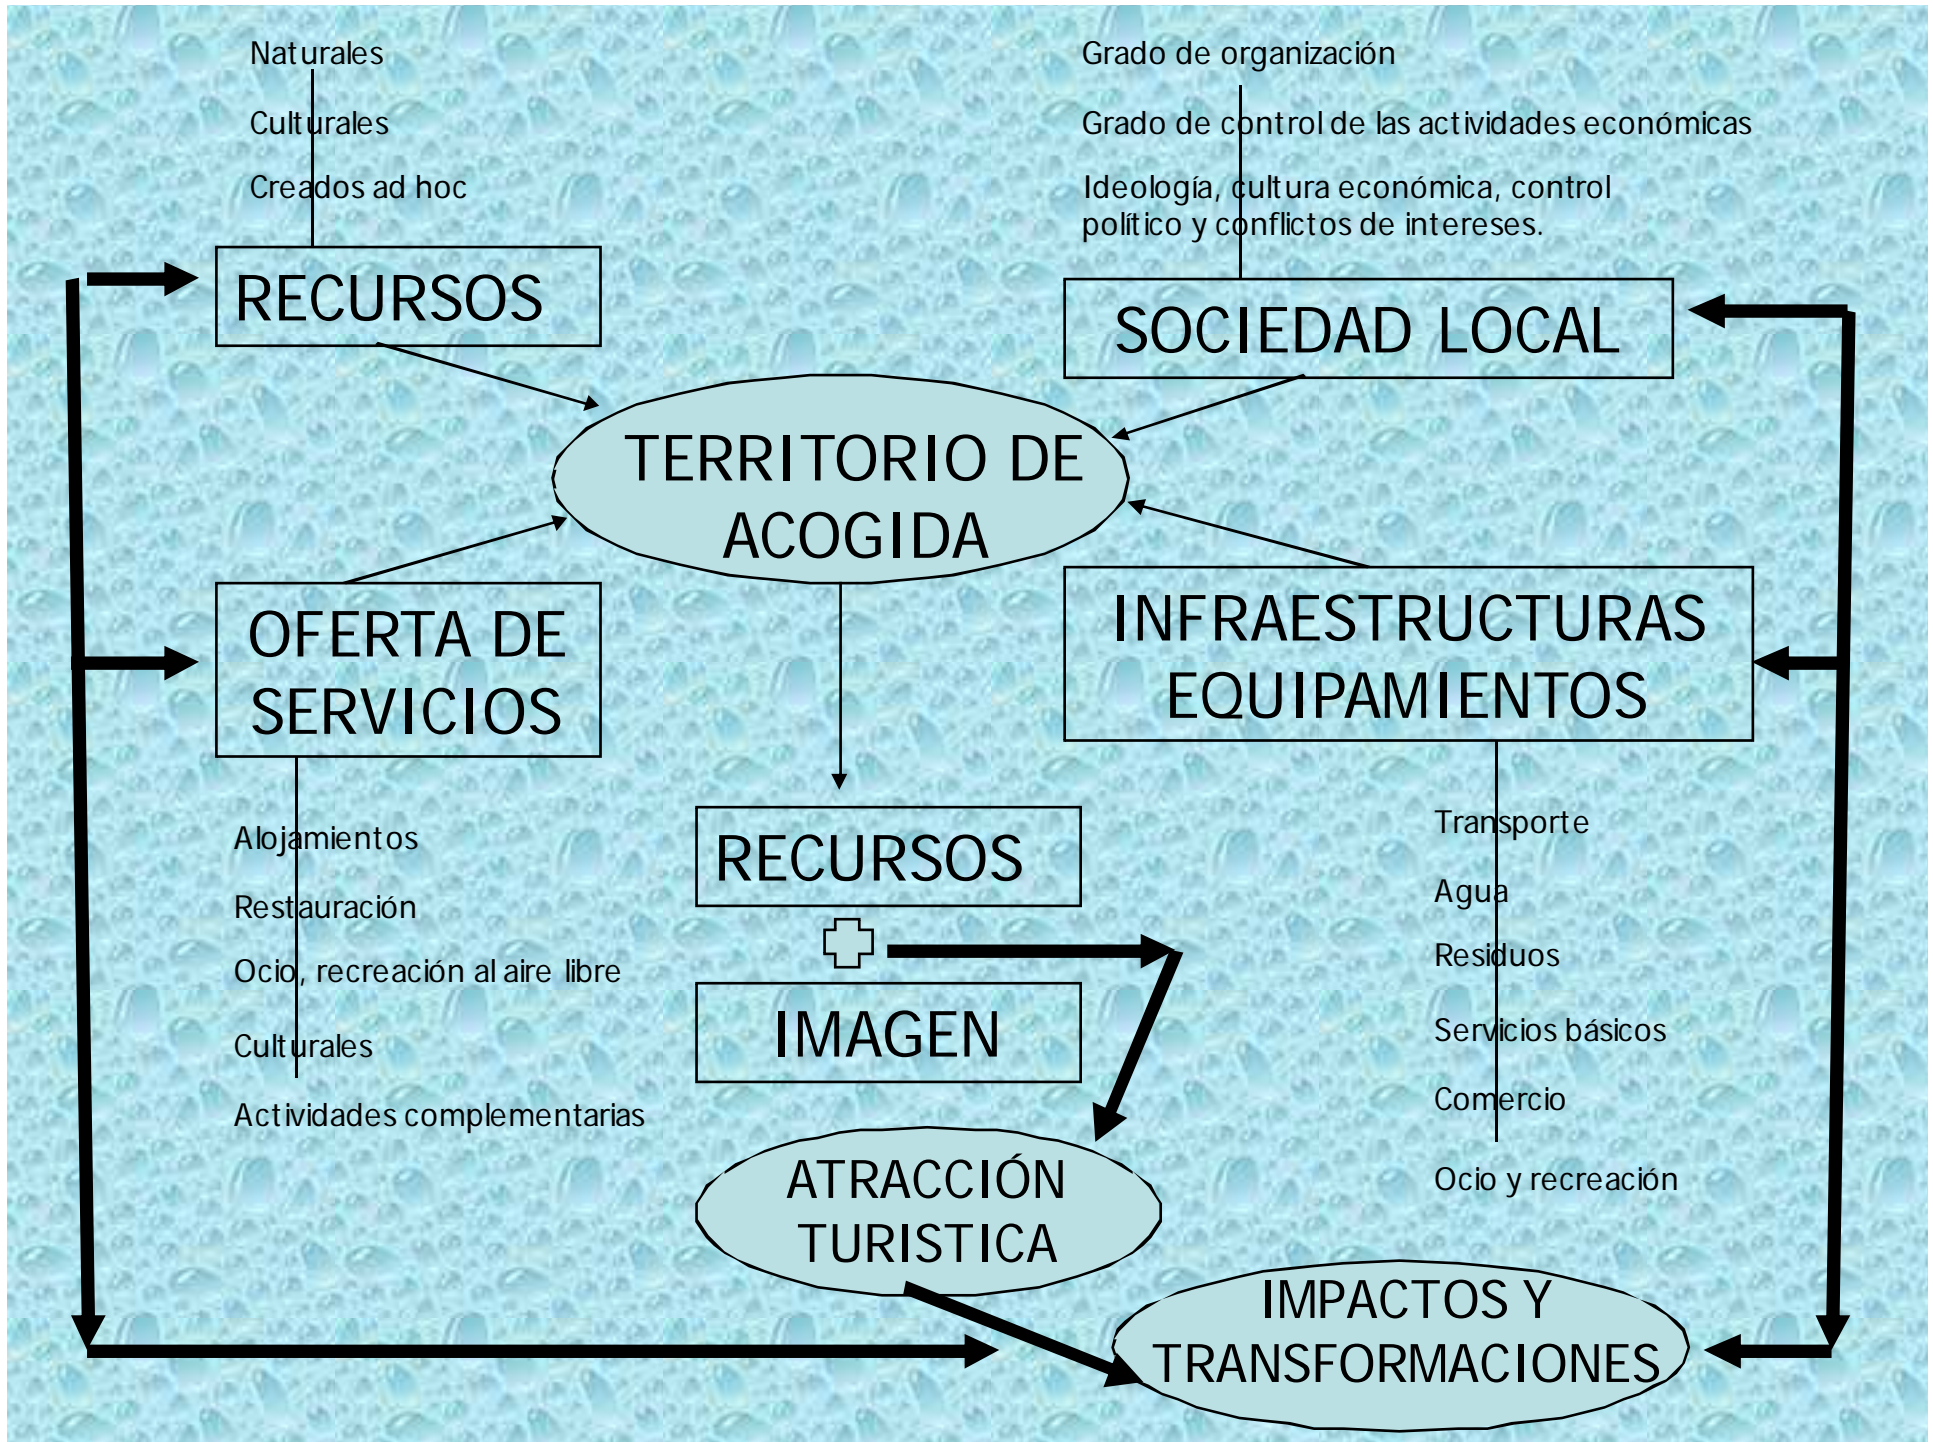 Naturales
Culturales
Creados ad hoc
RECURSOS
Grado de organización
Grado de control de las actividades económicas
Ideología, cultura económica, control
político y conflictos de intereses.
SOCIEDAD LOCAL
TERRITORIO DE
ACOGIDA
OFERTA DE
SERVICIOS
INFRAESTRUCTURAS
EQUIPAMIENTOS
Alojamientos
Restauración
Ocio, recreación al aire libre
Culturales
Actividades complementarias
RECURSOS
IMAGEN
Transporte
Agua
Residuos
Servicios básicos
Comercio
Ocio y recreación
ATRACCIÓN
TURISTICA
IMPACTOS Y
TRANSFORMACIONES